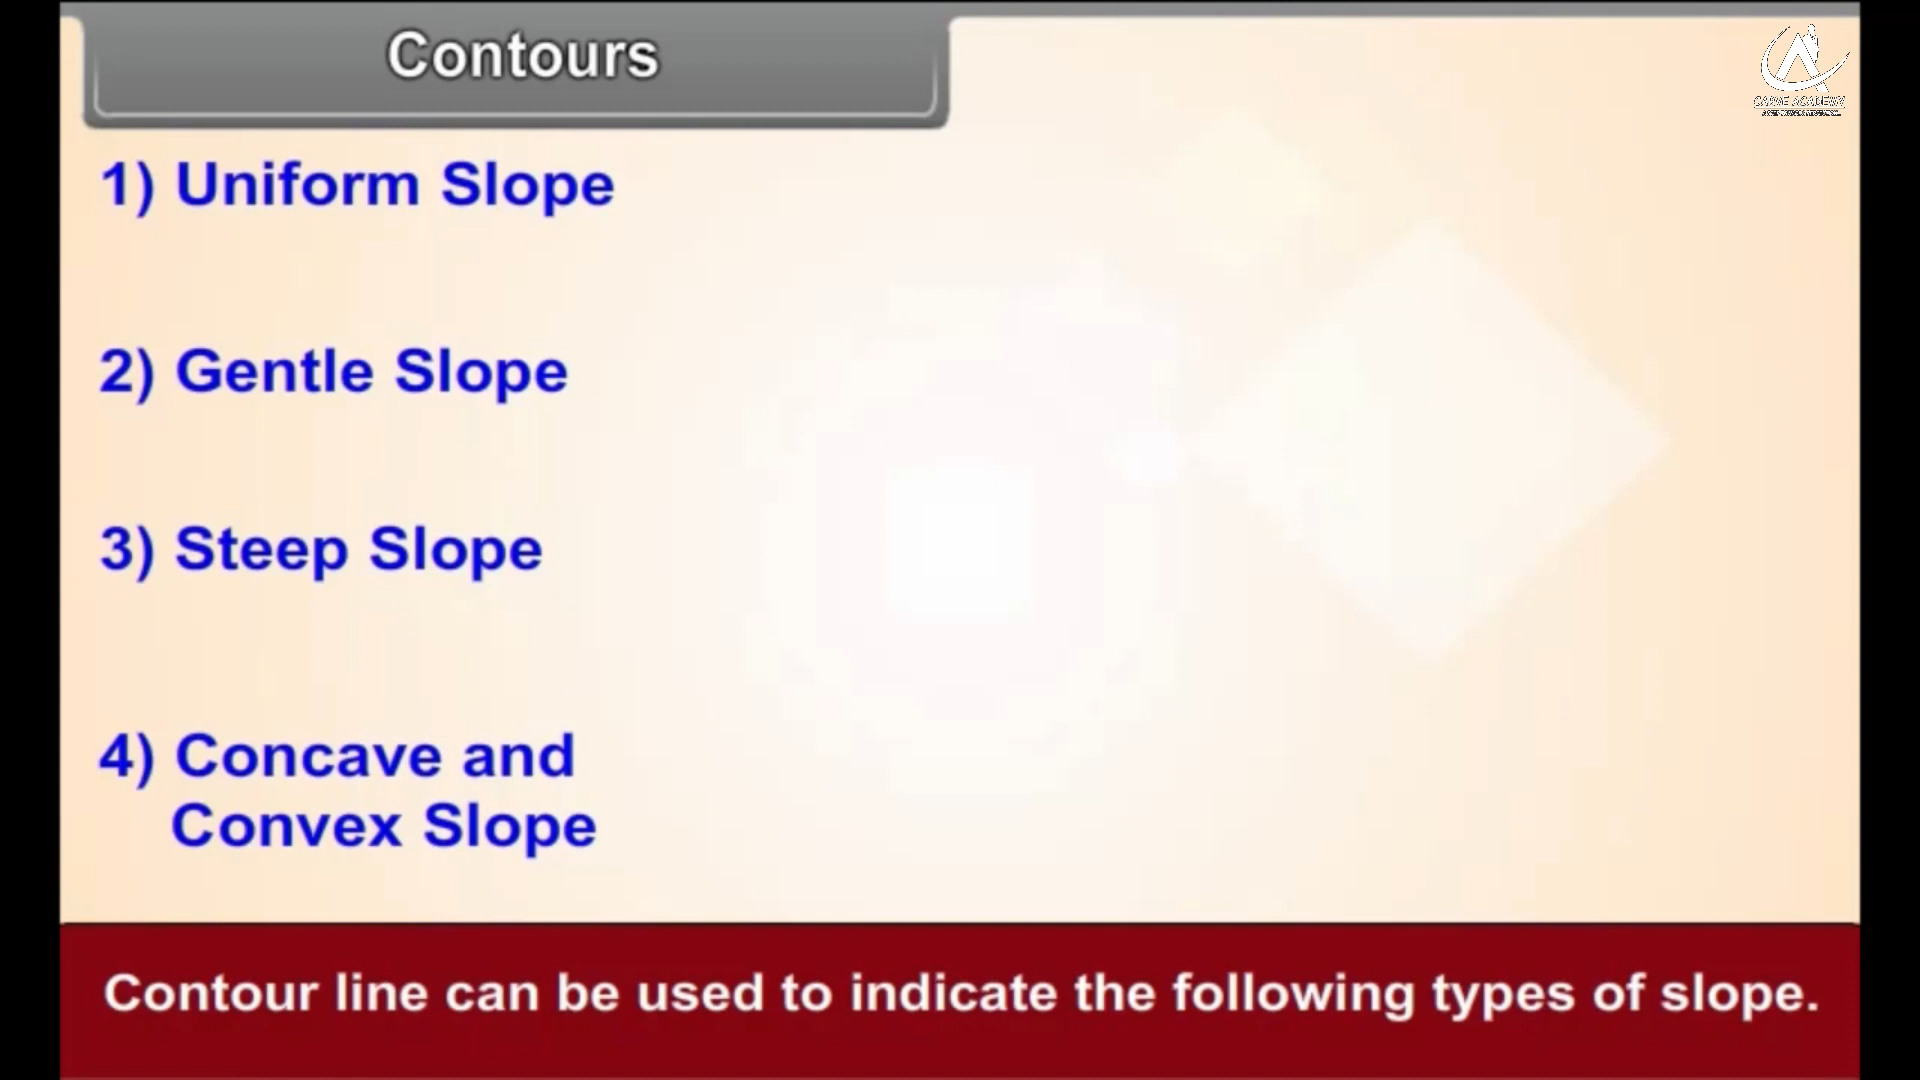 Contours
1) Uniform Slope
2) Gentle Slope
3) Steep Slope
4) Concave and
Convex Slope
Contour line can be used to indicate the following types of slope.